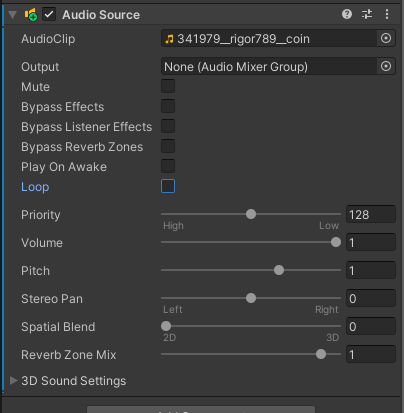 Audio Source
AudioClip 341979__rigor789__coin
Output None (Audio Mixer Group)
Mute
Bypass Effects
Bypass Listener Effects
Bypass Reverb Zones
Play On Awake
Loop
Priority 128
High Low
Volume 1
Pitch 1
Stereo Pan 0
Left Right
Spatial Blend 0
2D 3D
Reverb Zone Mix 1
3D Sound Settings